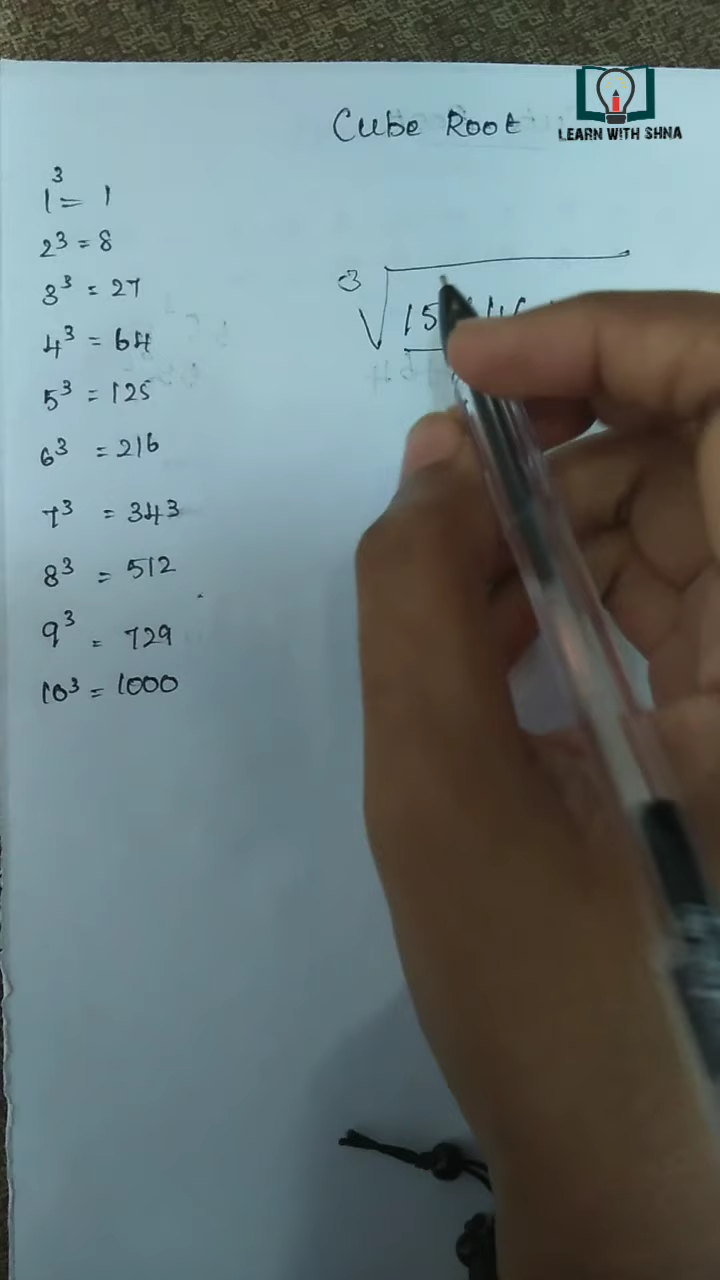 Cube Root
LEARN WITH SHNA
1³ = 1
2³ = 8
3³ = 27
4³ = 64
5³ = 125
6³ = 216
7³ = 343
8³ = 512
9³ = 729
10³ = 1000
3√15